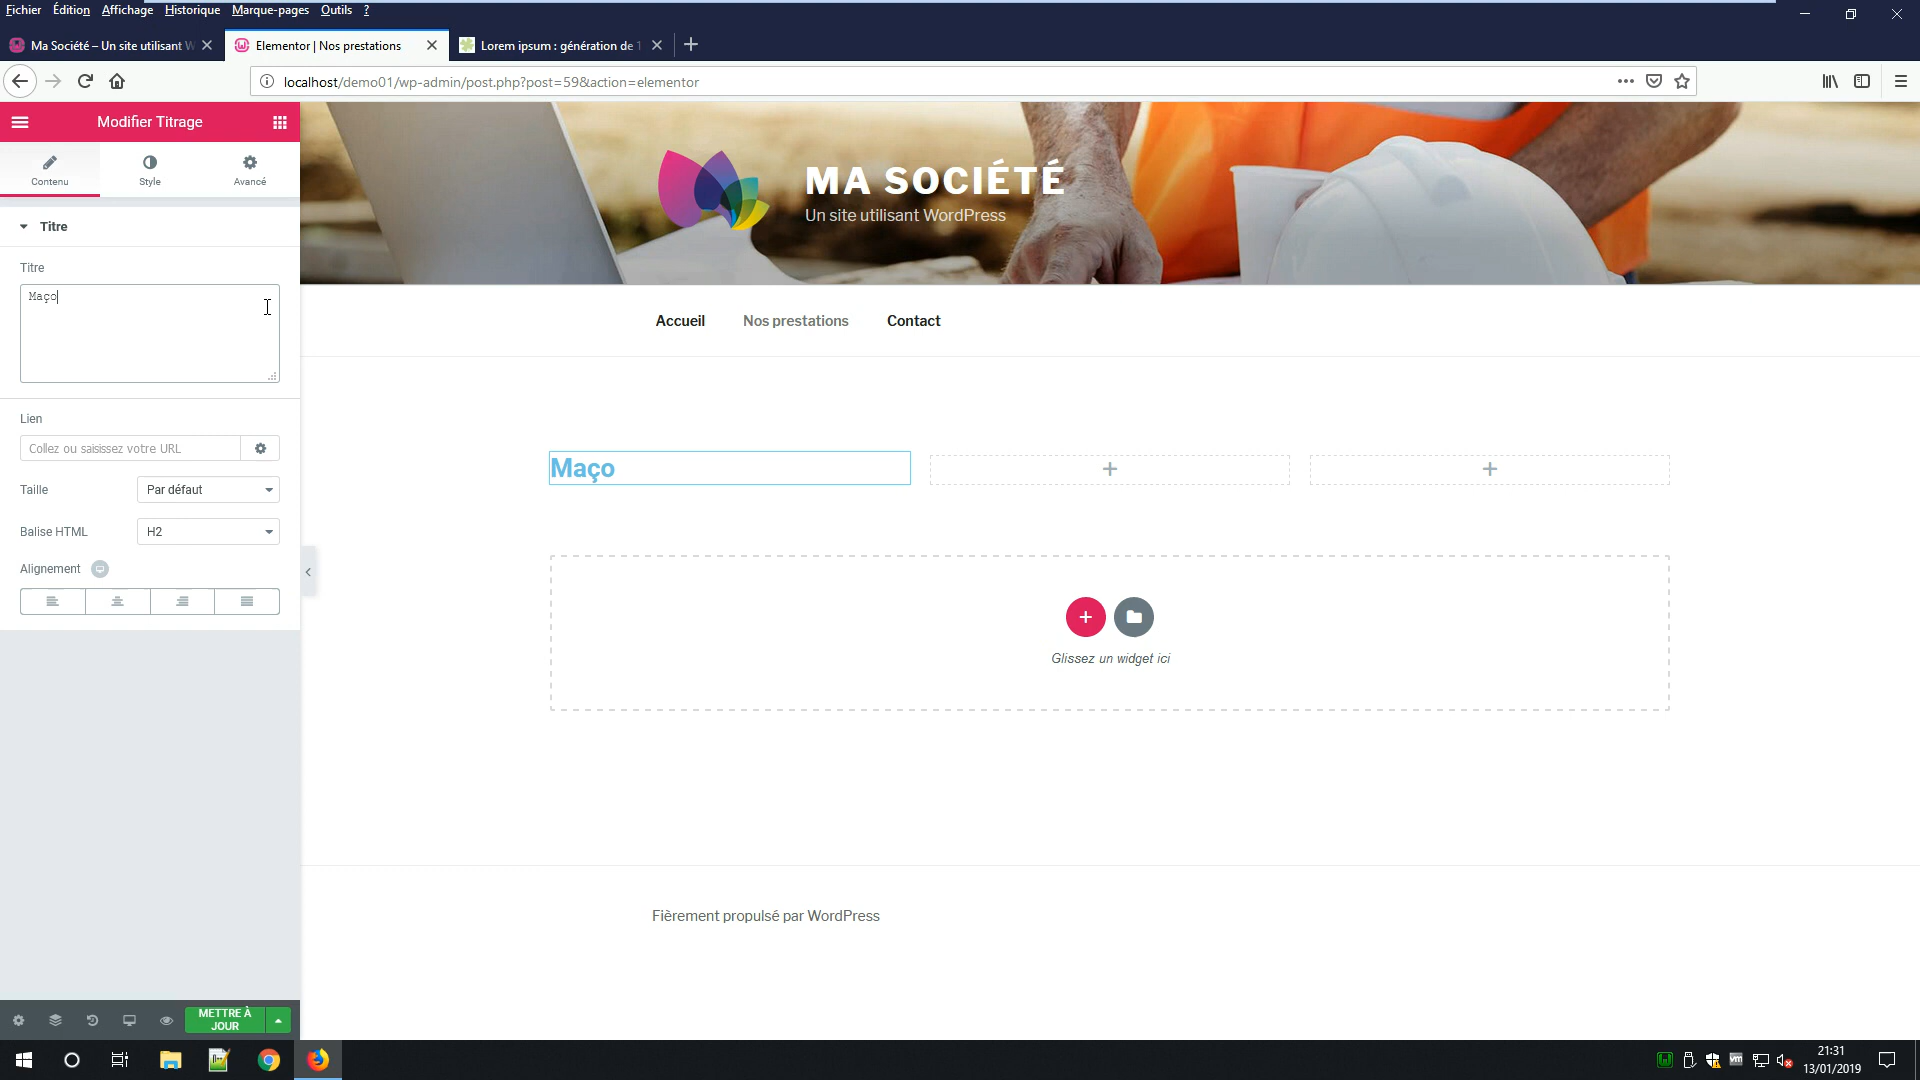 Fichier Édition Affichage Historique Marque-pages Outils ?
Ma Société – Un site utilisant W
Elementor | Nos prestations
Lorem ipsum : génération de 1
localhost/demo01/wp-admin/post.php?post=59&action=elementor
Modifier Titrage
Contenu Style Avancé
Titre
Titre
Maço
Lien
Collez ou saisissez votre URL
Taille Par défaut
Balise HTML H2
Alignement
METTRE À
JOUR
MA SOCIÉTÉ
Un site utilisant WordPress
Accueil Nos prestations Contact
Maço
Glissez un widget ici
Fièrement propulsé par WordPress
21:31
13/01/2019